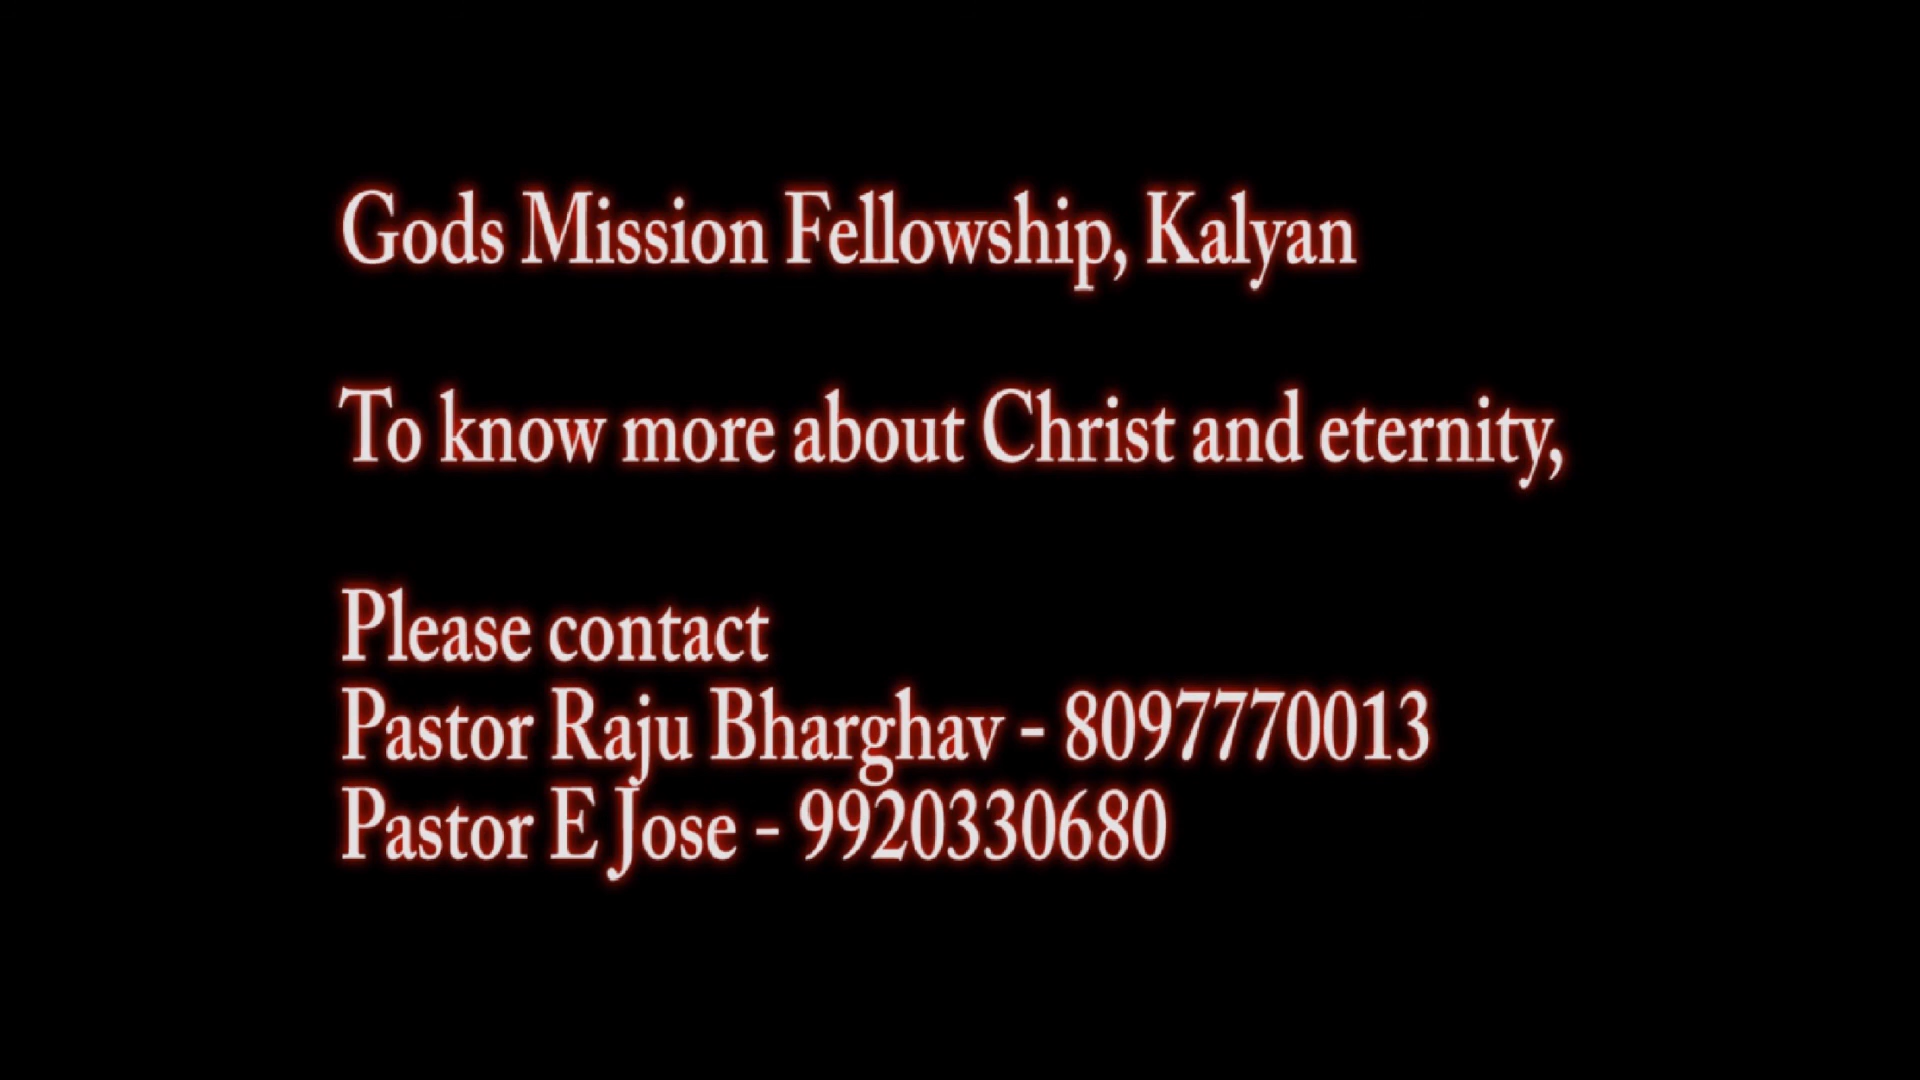 Gods Mission Fellowship, Kalyan
To know more about Christ and eternity,
Please contact
Pastor Raju Bharghav - 8097770013
Pastor E Jose - 9920330680